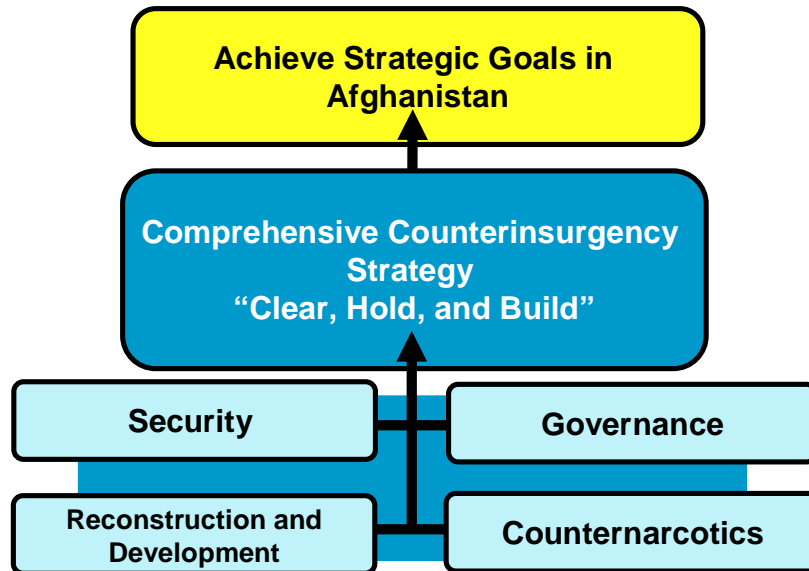 Achieve Strategic Goals in
Afghanistan
Comprehensive Counterinsurgency
Strategy
“Clear, Hold, and Build”
Security
Governance
Reconstruction and
Development
Counternarcotics